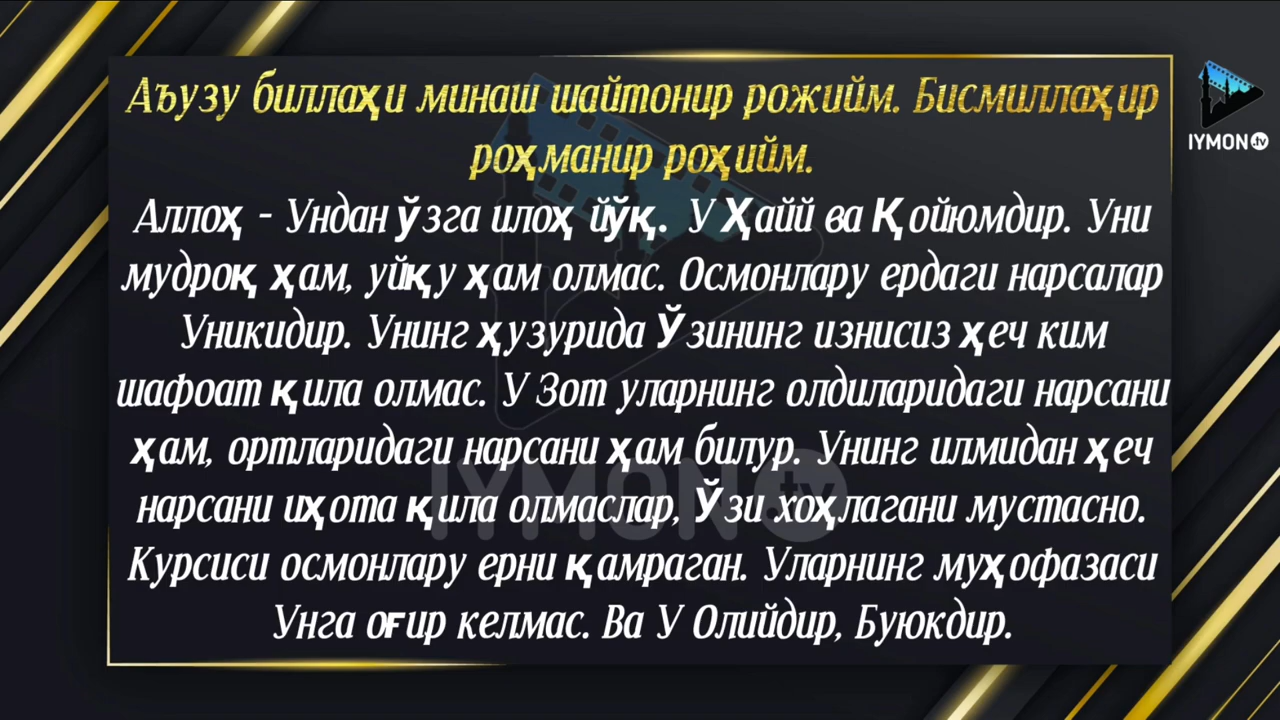 Аъузу биллаҳи минаш шайтонир рожийм. Бисмиллаҳир
роҳманир роҳийм.
Аллоҳ - Ундан ўзга илоҳ йўқ. У Ҳайй ва Қойюмдир. Уни
мудроқ ҳам, уйқу ҳам олмас. Осмонлару ердаги нарсалар
Уникидир. Унинг ҳузурида Ўзининг изнисиз ҳеч ким
шафоат қила олмас. У Зот уларнинг олдиларидаги нарсани
ҳам, ортларидаги нарсани ҳам билур. Унинг илмидан ҳеч
нарсани иҳота қила олмаслар, Ўзи хоҳлагани мустасно.
Курсиси осмонлару ерни қамраган. Уларнинг муҳофазаси
Унга оғир келмас. Ва У Олийдир, Буюкдир.
IYMON.tv
IYMON.tv